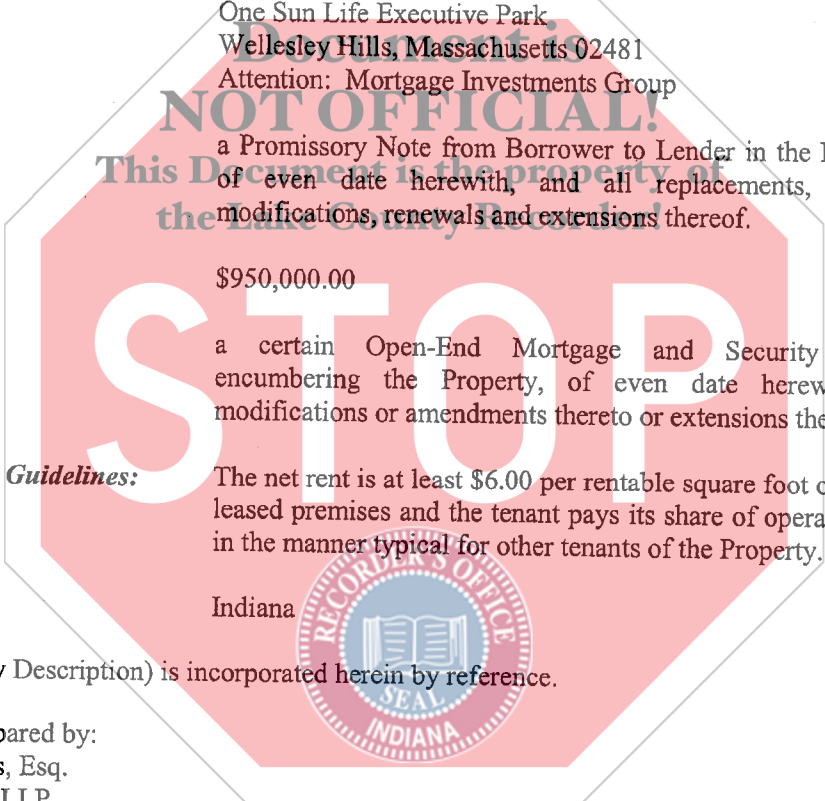 One Sun Life Executive Park
Wellesley Hills, Massachusetts 02481
Attention: Mortgage Investments Group
Document is
NOT OFFICIAL!
This Document is the property of
the Lake County Recorder!
a Promissory Note from Borrower to Lender in the
of even date herewith, and all replacements,
modifications, renewals and extensions thereof.
$950,000.00
STOP
a certain Open-End Mortgage and Security
encumbering the Property, of even date
modifications or amendments thereto or extensions
Guidelines: The net rent is at least $6.00 per rentable square foot
leased premises and the tenant pays its share of
in the manner typical for other tenants of the Property.
Indiana
RECORDER'S OFFICE
SEAL
INDIANA
Description) is incorporated herein by reference.
by:
Esq.
LLP